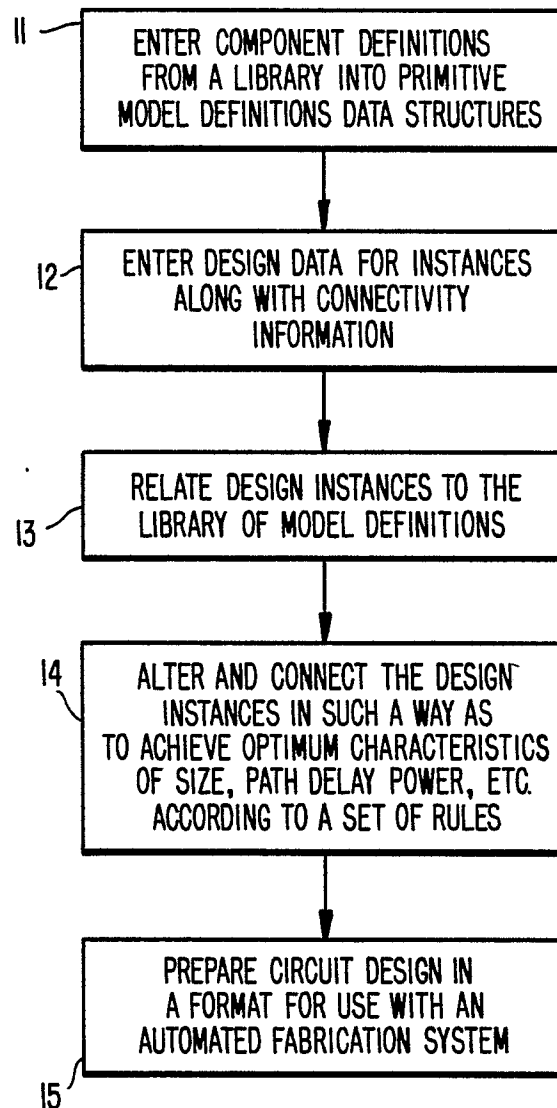 11
ENTER COMPONENT DEFINITIONS
FROM A LIBRARY INTO PRIMITIVE
MODEL DEFINITIONS DATA STRUCTURES
12
ENTER DESIGN DATA FOR INSTANCES
ALONG WITH CONNECTIVITY
INFORMATION
RELATE DESIGN INSTANCES TO THE
LIBRARY OF MODEL DEFINITIONS
13
14
ALTER AND CONNECT THE DESIGN
INSTANCES IN SUCH A WAY AS
TO ACHIEVE OPTIMUM CHARACTERISTICS
OF SIZE, PATH DELAY POWER, ETC.
ACCORDING TO A SET OF RULES
PREPARE CIRCUIT DESIGN IN
A FORMAT FOR USE WITH AN
AUTOMATED FABRICATION SYSTEM
15